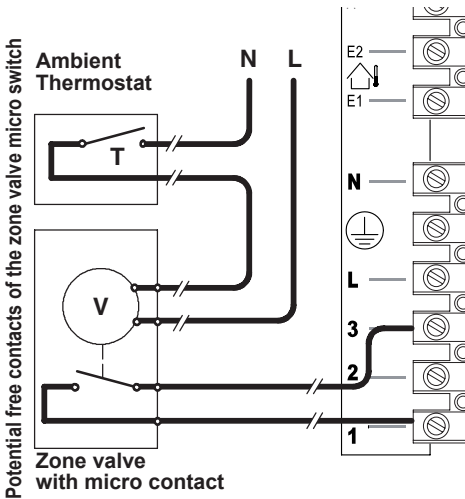 Potential free contacts of the zone valve micro switch
Ambient
Thermostat
N L
T
V
Zone valve
with micro contact
E2
E1
N
L
3
2
1